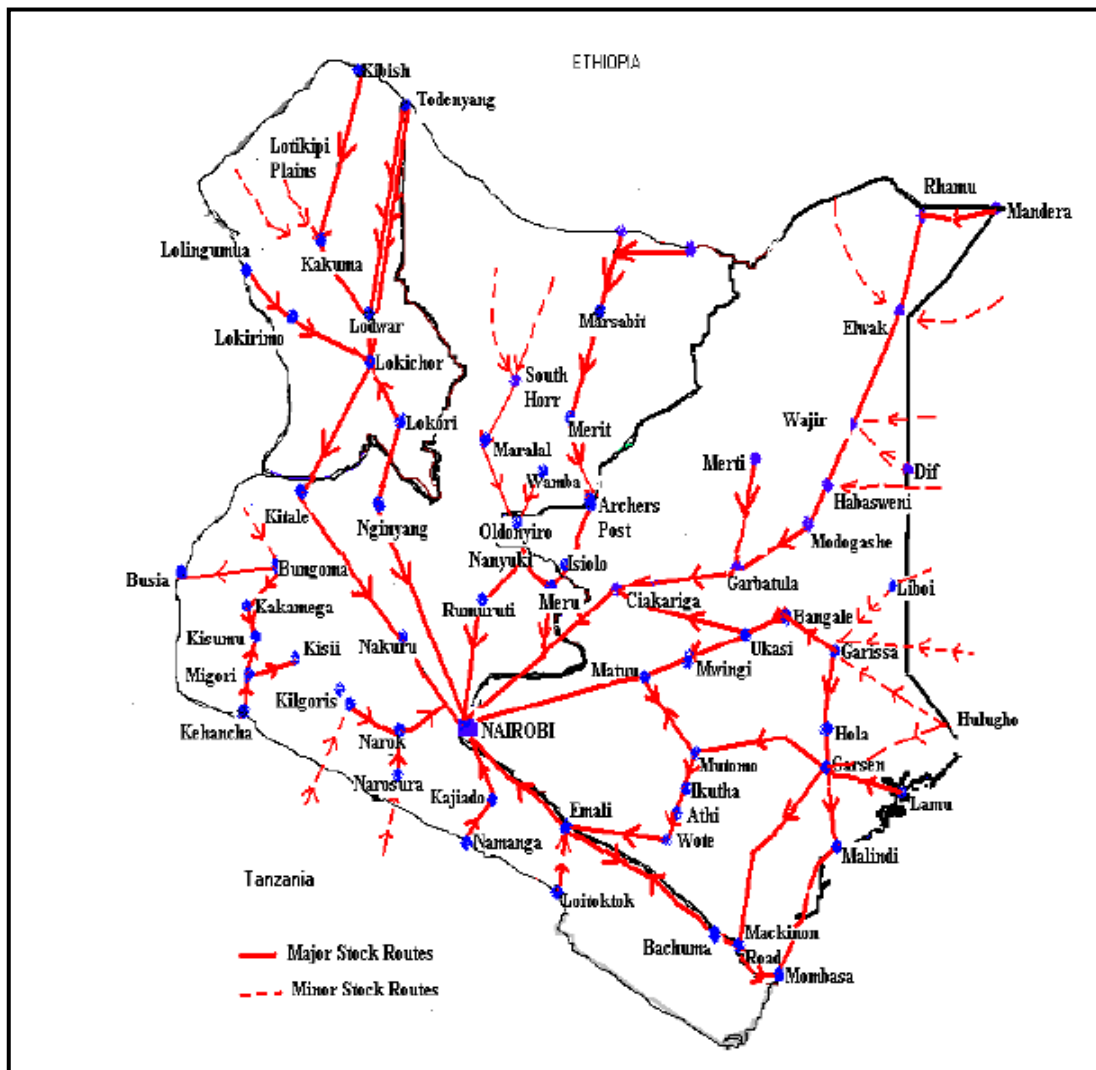 ETHIOPIA
Kibish
Todenyang
Lotikipi
Plains
Rhamu
Mandera
Lolingumua
Kakuma
Lokirimo
Lodwar
Marsabit
Elwak
Lokichor
South
Horr
Lokori
Merit
Wajir
Maralal
Merti
Wamba
Dif
Kitale
Nginyang
Archers
Post
Habasweni
Oldonyiro
Modogashe
Nanyuki
Isiolo
Busia
Bungoma
Garbatula
Liboi
Rumuruti
Meru
Ciakariga
Kakamega
Bangale
Kisumu
Kisii
Nakuru
Ukasi
Garissa
Migori
Matuu
Mwingi
Kilgoris
Kehancha
NAIROBI
Hola
Hulugho
Narok
Mutomo
Garsen
Narosura
Kajiado
Ikutha
Lamu
Emali
Athi
Namanga
Wote
Malindi
Tanzania
Loitoktok
Mackinon
Road
Bachuma
Major Stock Routes
Mombasa
Minor Stock Routes